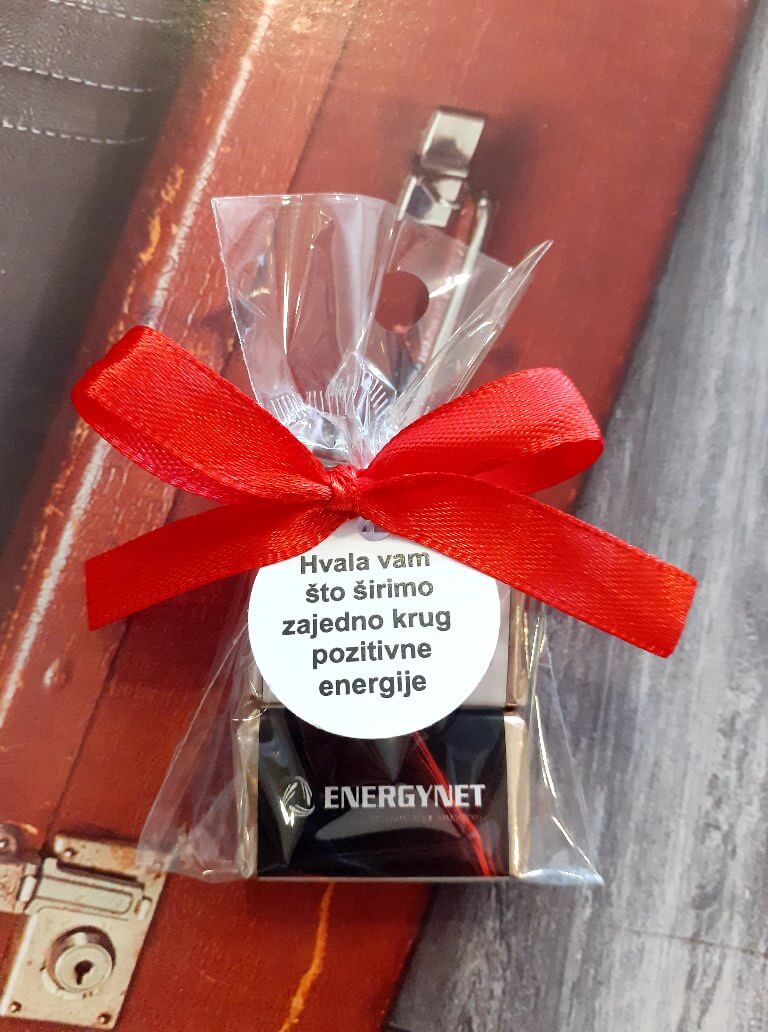 Hvala vam
što širimo
zajedno krug
pozitivne
energije
ENERGYNET